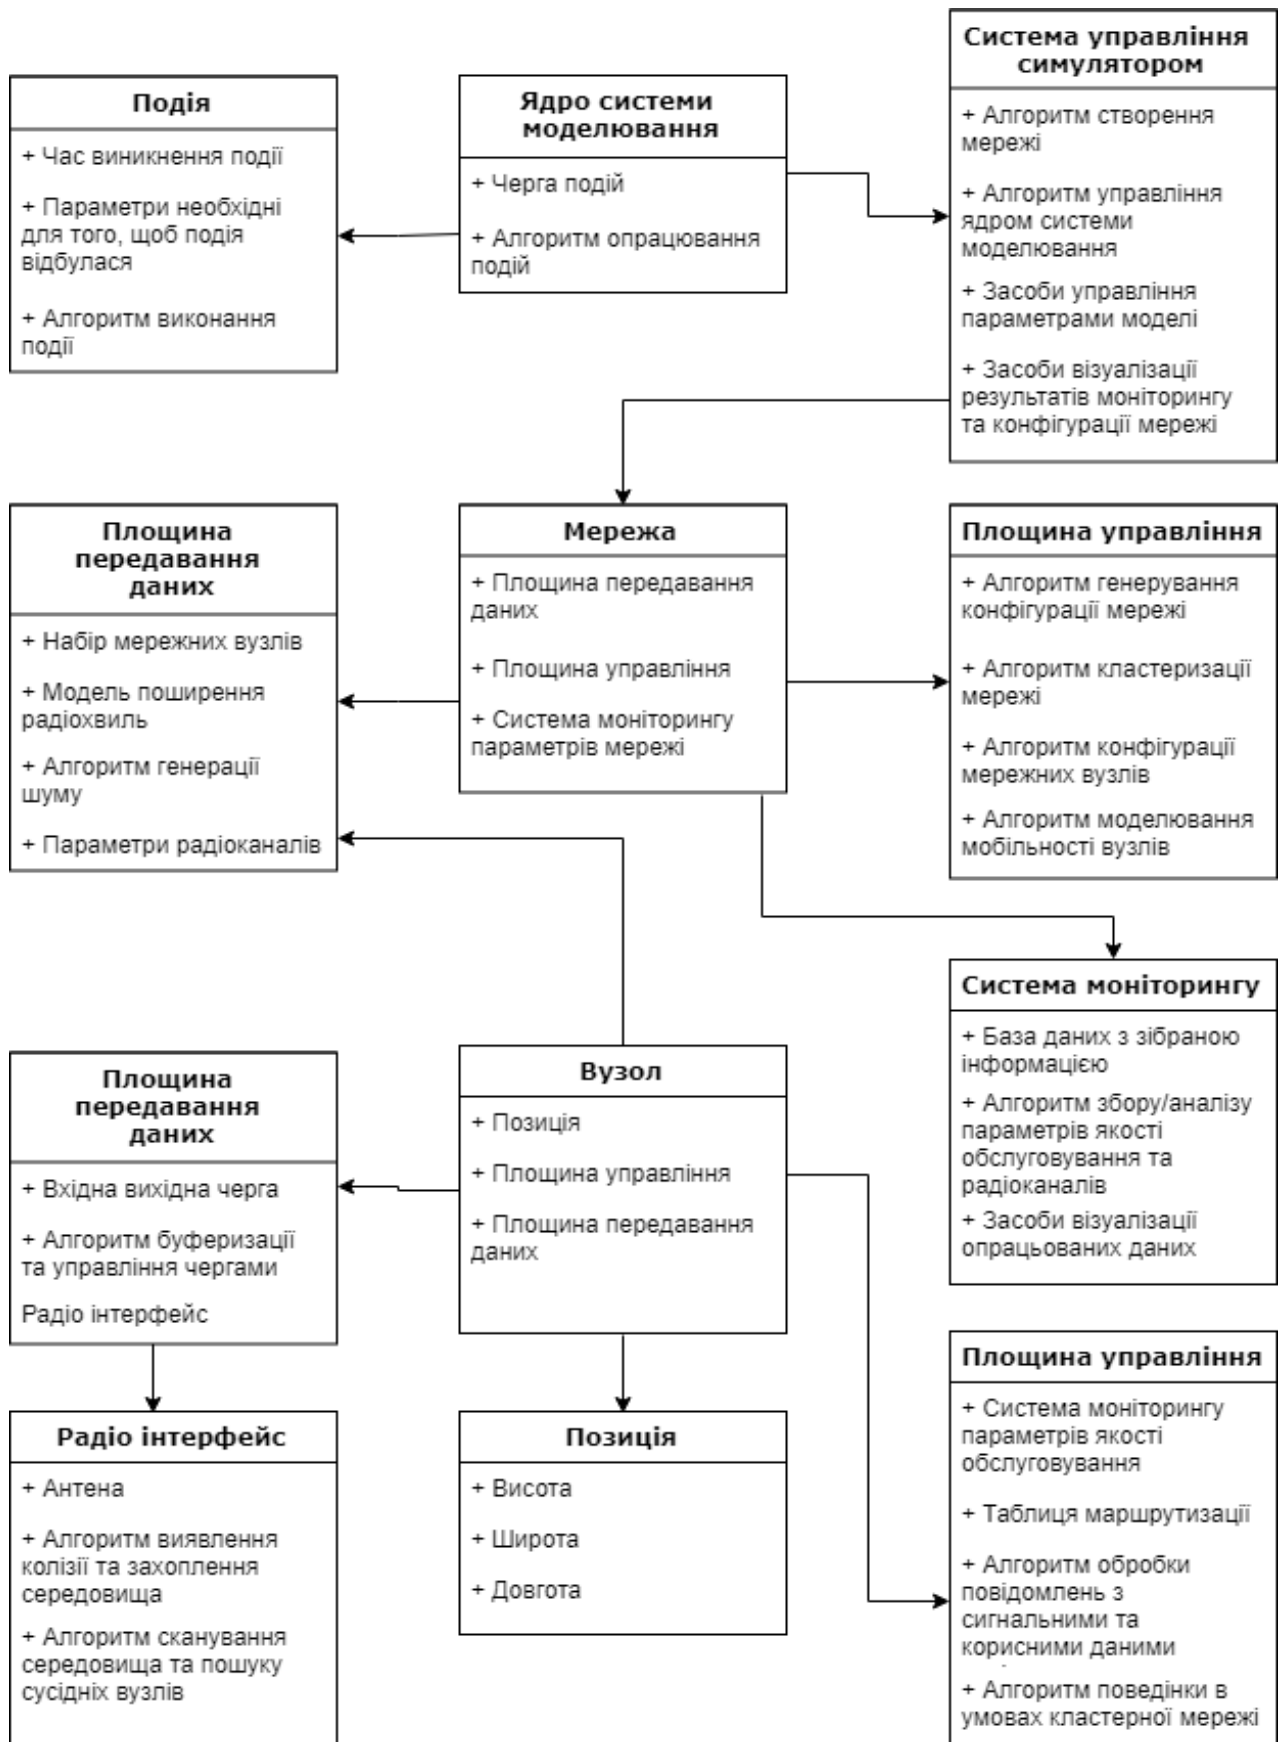 Подія
+ Час виникнення події
+ Параметри необхідні
для того, щоб подія
відбулася
+ Алгоритм виконання
події
Ядро системи
моделювання
+ Черга подій
+ Алгоритм опрацювання
подій
Система управління
симулятором
+ Алгоритм створення
мережі
+ Алгоритм управління
ядром системи
моделювання
+ Засоби управління
параметрами моделі
+ Засоби візуалізації
результатів моніторингу
та конфігурації мережі
Площина
передавання
даних
+ Набір мережних вузлів
+ Модель поширення
радіохвиль
+ Алгоритм генерації
шуму
+ Параметри радіоканалів
Мережа
+ Площина передавання
даних
+ Площина управління
+ Система моніторингу
параметрів мережі
Площина управління
+ Алгоритм генерування
конфігурації мережі
+ Алгоритм кластеризації
мережі
+ Алгоритм конфігурації
мережних вузлів
+ Алгоритм моделювання
мобільності вузлів
Система моніторингу
+ База даних з зібраною
інформацією
+ Алгоритм збору/аналізу
параметрів якості
обслуговування та
радіоканалів
+ Засоби візуалізації
опрацьованих даних
Площина
передавання
даних
+ Вхідна вихідна черга
+ Алгоритм буферизації
та управління чергами
Радіо інтерфейс
Вузол
+ Позиція
+ Площина управління
+ Площина передавання
даних
Площина управління
+ Система моніторингу
параметрів якості
обслуговування
+ Таблиця маршрутизації
+ Алгоритм обробки
повідомлень з
сигнальними та
корисними даними
+ Алгоритм поведінки в
умовах кластерної мережі
Радіо інтерфейс
+ Антена
+ Алгоритм виявлення
колізії та захоплення
середовища
+ Алгоритм сканування
середовища та пошуку
сусідніх вузлів
Позиція
+ Висота
+ Широта
+ Довгота